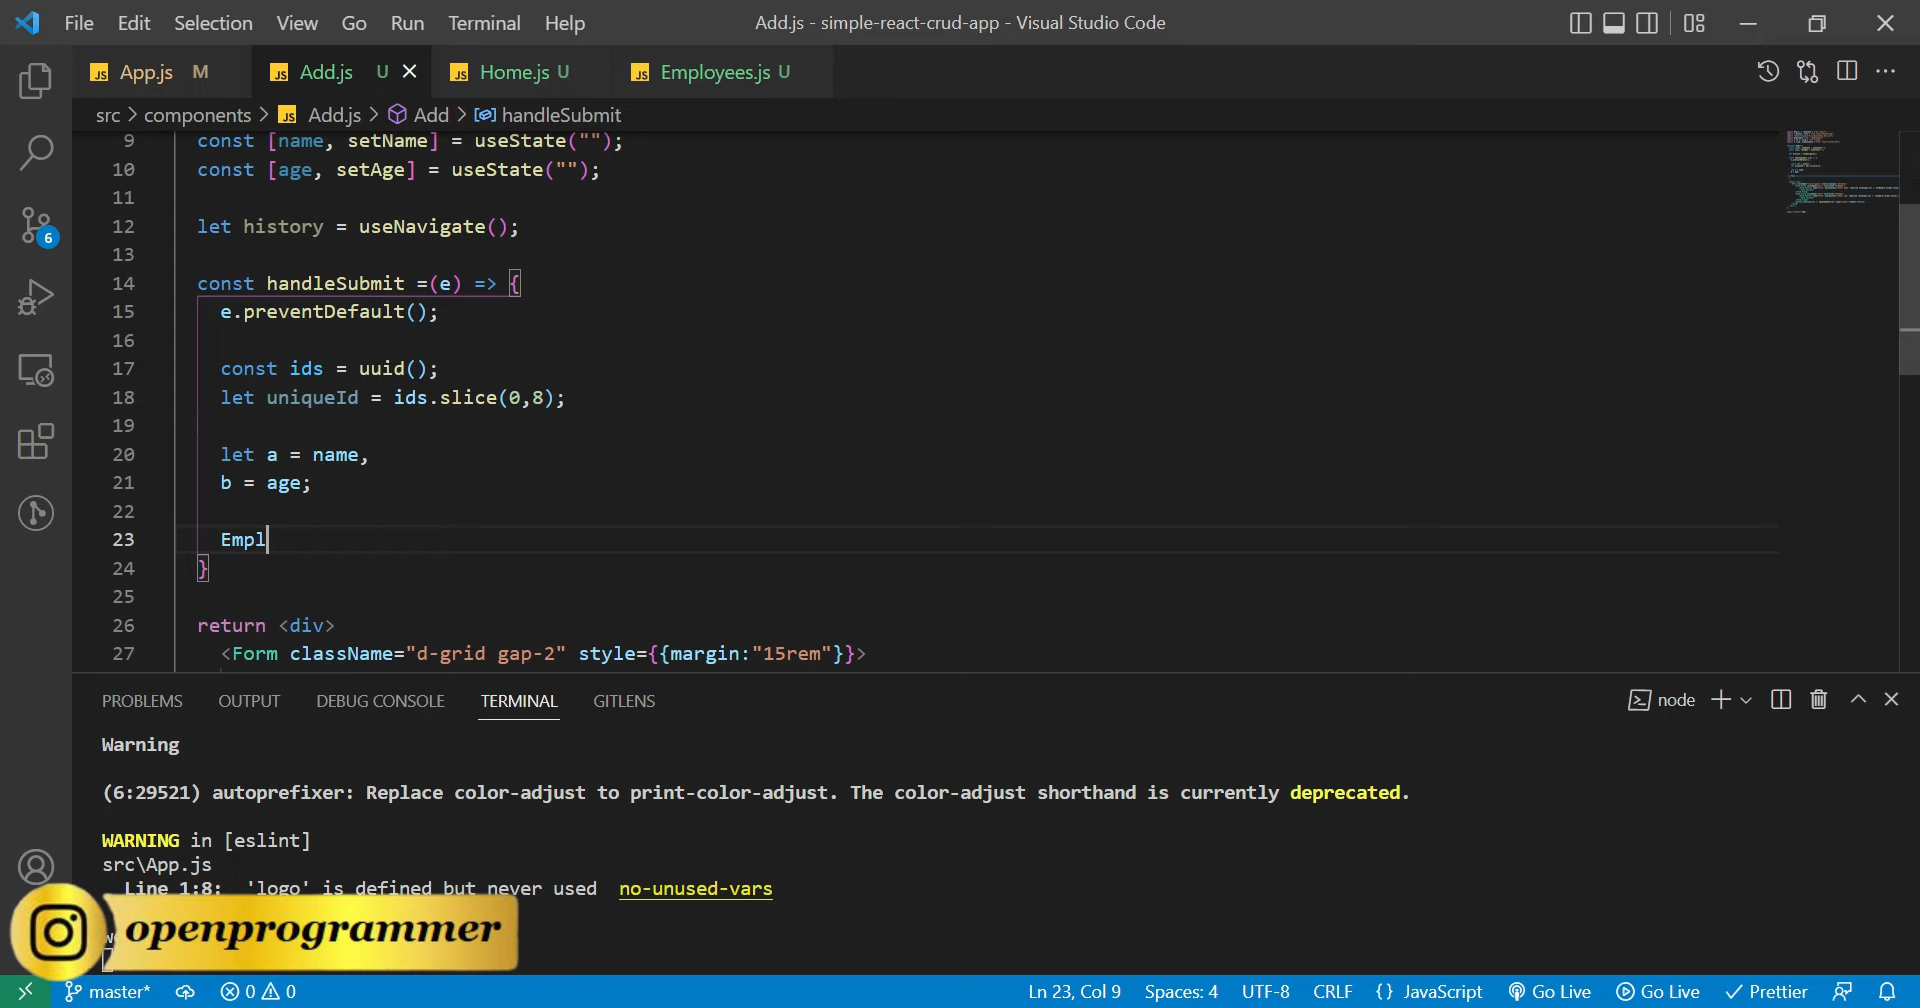 File Edit Selection View Go Run Terminal Help Add.js - simple-react-crud-app - Visual Studio Code
JS App.js M JS Add.js U JS Home.js U JS Employees.js U
src > components > JS Add.js > Add > handleSubmit
9 const [name, setName] = useState("");
10 const [age, setAge] = useState("");
11
12 let history = useNavigate();
13
14 const handleSubmit =(e) => {
15 e.preventDefault();
16
17 const ids = uuid();
18 let uniqueId = ids.slice(0,8);
19
20 let a = name,
21 b = age;
22
23 Empl
24 }
25
26 return <div>
27 <Form className="d-grid gap-2" style={{margin:"15rem"}}>
6
PROBLEMS OUTPUT DEBUG CONSOLE TERMINAL GITLENS node
Warning
(6:29521) autoprefixer: Replace color-adjust to print-color-adjust. The color-adjust shorthand is currently deprecated.
WARNING in [eslint]
src\App.js
Line 1:8: 'logo' is defined but never used no-unused-vars
openprogrammer
master* 0 0 Ln 23, Col 9 Spaces: 4 UTF-8 CRLF {} JavaScript Go Live Go Live Prettier